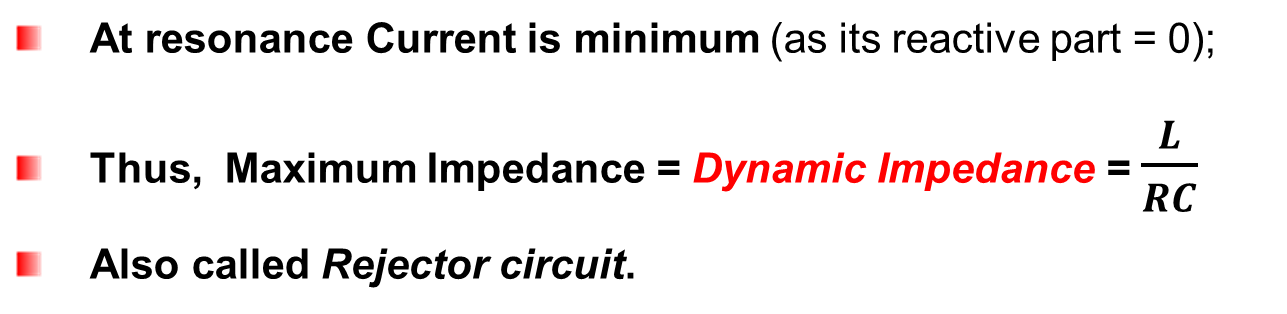 At resonance Current is minimum (as its reactive part = 0);
Thus, Maximum Impedance = Dynamic Impedance = L/RC
Also called Rejector circuit.